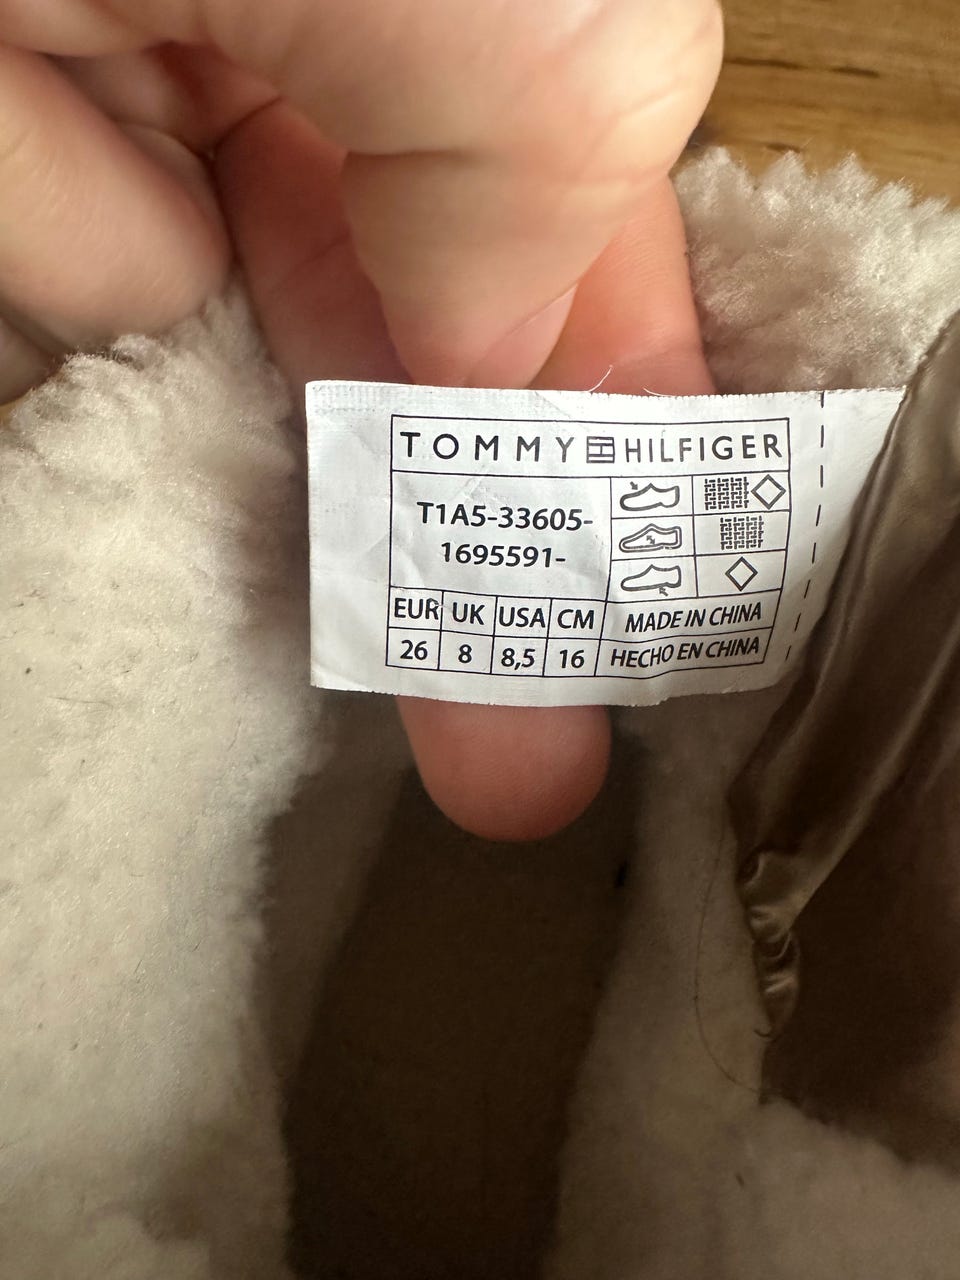 TOMMY HILFIGER
T1A5-33605-
1695591-
EUR UK USA CM MADE IN CHINA
26 8 8,5 16 HECHO EN CHINA